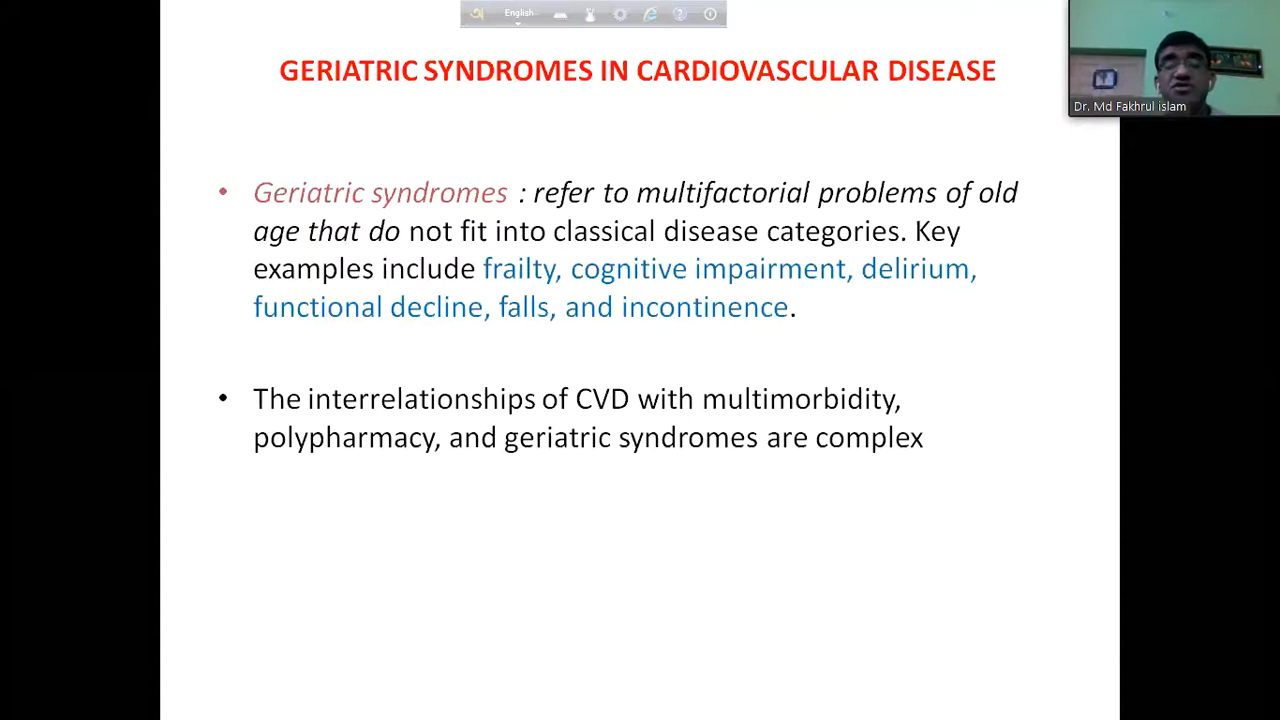 English
GERIATRIC SYNDROMES IN CARDIOVASCULAR DISEASE
Dr. Md Fakhrul islam
• Geriatric syndromes : refer to multifactorial problems of old
age that do not fit into classical disease categories. Key
examples include frailty, cognitive impairment, delirium,
functional decline, falls, and incontinence.
• The interrelationships of CVD with multimorbidity,
polypharmacy, and geriatric syndromes are complex